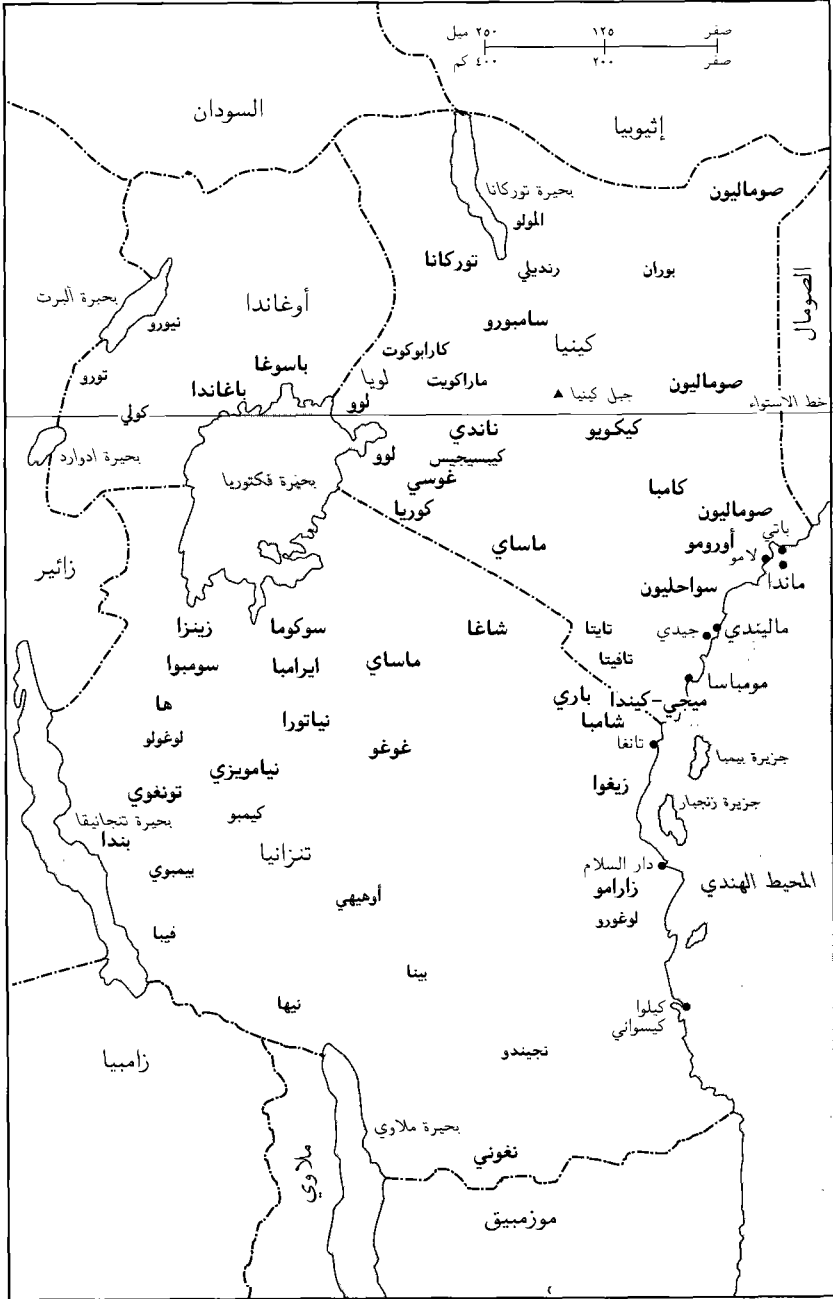 صفر ١٢٥ ٢٥٠ ميل
صفر ٢٠٠ ٤٠٠ كم
السودان
إثيوبيا
صوماليون
بحيرة توركانا
المولو
توركانا
رنديلي
بوران
الصومال
بحيرة ألبرت
أوغاندا
نيورو
سامبورو
كينيا
كارابوكوت
باسوغا
لويا
ماراكويت
صوماليون
تورو
باغاندا
لوو
جبل كينيا
خط الاستواء
كولي
ناندي
كيكويو
بحيرة ادوارد
لوو
كيبسيجيس
بحيرة فكتوريا
غوسي
كامبا
كوريا
صوماليون
باتي
أورومو
لامو
ماساي
زائير
سواحليون
ماندا
زينزا
سوكوما
شاغا
تايتا
جيدي
ماليندي
سومبوا
ايرامبا
ماساي
تافيتا
مومباسا
ها
باري
ميجي-كيندا
نياتورا
شامبا
لوغولو
غوغو
تانغا
جزيرة بيمبا
نيامويزي
زيغوا
تونغوي
جزيرة زنجبار
بحيرة تنجانيقا
كيمبو
بندا
تنزانيا
دار السلام
بيمبوي
المحيط الهندي
أوهيهي
زارامو
لوغورو
فيبا
بينا
نيها
كيلوا
كيسواني
زامبيا
نجيندو
بحيرة ملاوي
ملاوي
نغوني
موزمبيق